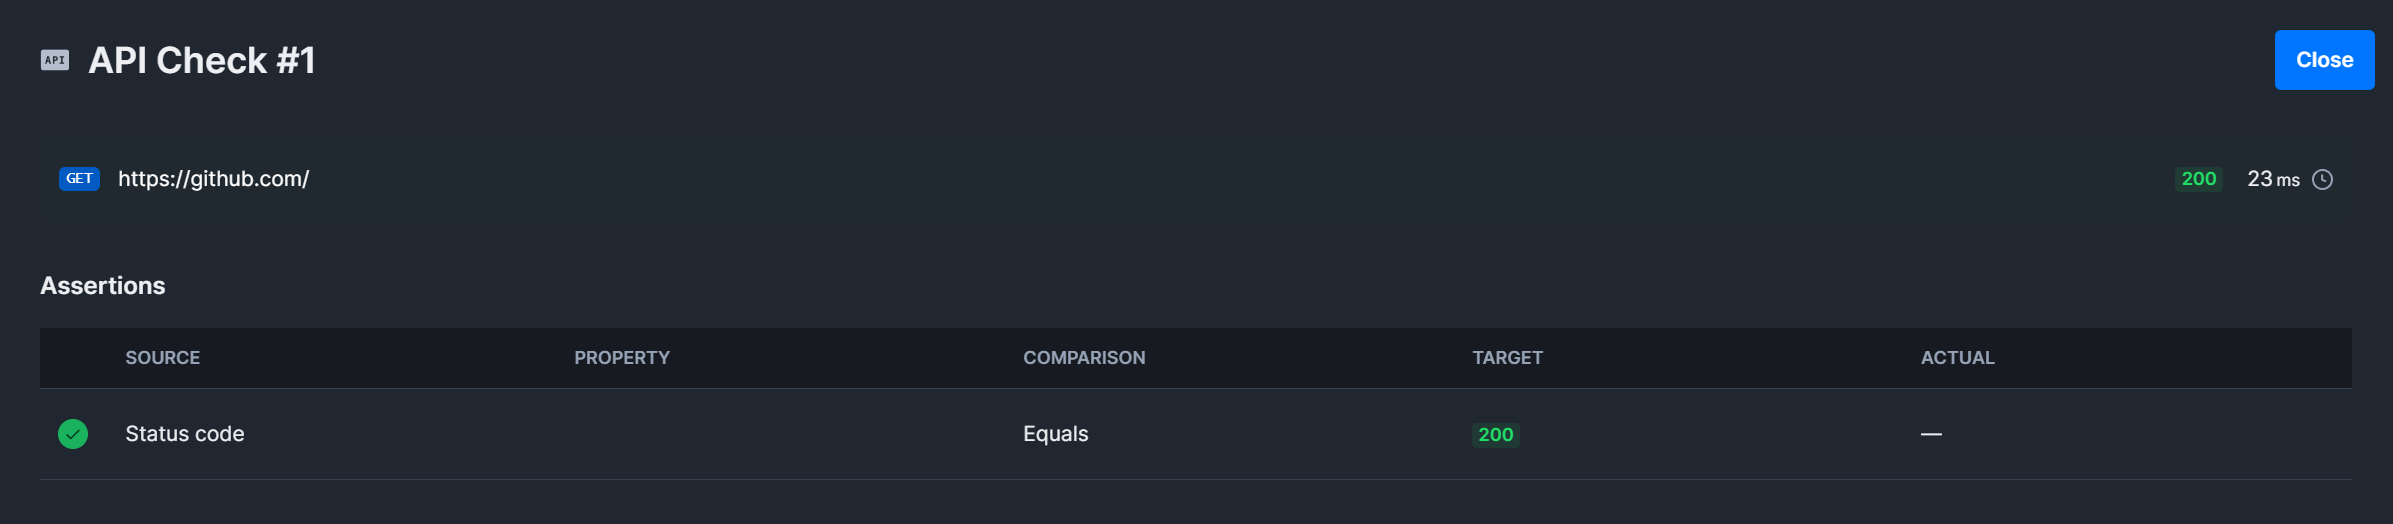 API API Check #1 Close
GET https://github.com/ 200 23 ms
Assertions
SOURCE PROPERTY COMPARISON TARGET ACTUAL
Status code Equals 200 —